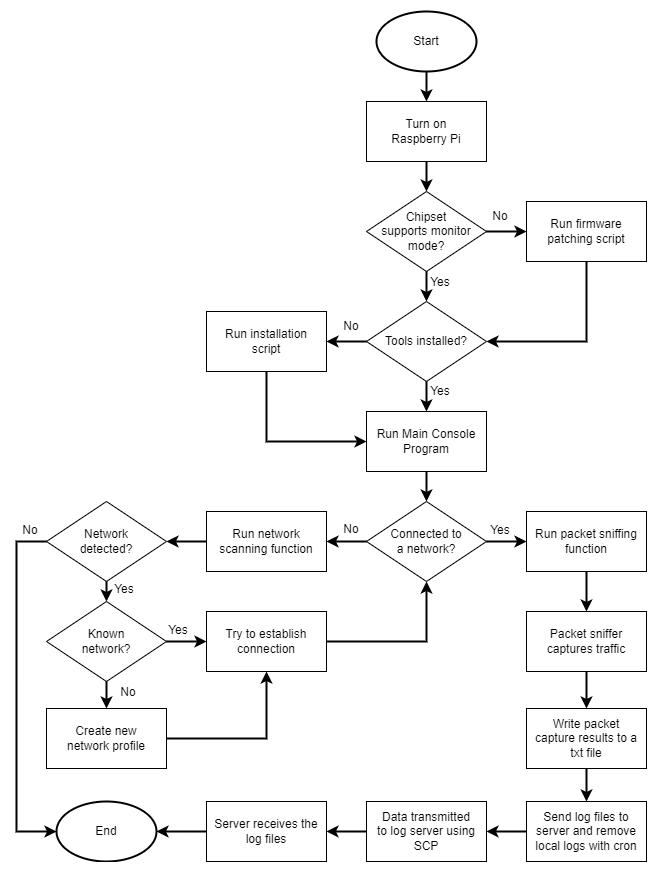 Start
Turn on
Raspberry Pi
Chipset
supports monitor
mode?
No
Run firmware
patching script
Yes
Run installation
script
No
Tools installed?
Yes
Run Main Console
Program
No
Network
detected?
Run network
scanning function
No
Connected to
a network?
Yes
Run packet sniffing
function
Yes
Known
network?
Yes
Try to establish
connection
Packet sniffer
captures traffic
No
Create new
network profile
Write packet
capture results to a
txt file
End
Server receives the
log files
Data transmitted
to log server using
SCP
Send log files to
server and remove
local logs with cron